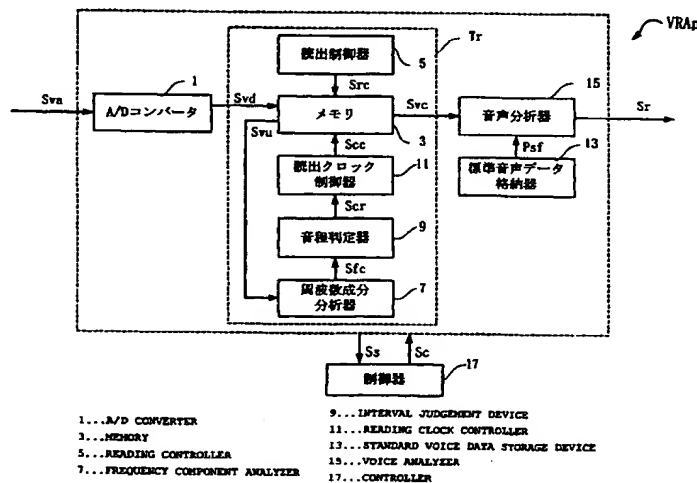 VRAp
Tr
読出制御器
5
1
15
Src
Sva
A/Dコンバータ
Svd
メモリ
Svc
音声分析器
Sr
Svu
3
Scc
11
Psf
13
読出クロック
制御器
標準音声データ
格納器
Scr
音程判定器
9
Sfc
周波数成分
分析器
7
Ss
Sc
制御器
17
1...A/D CONVERTER
3...MEMORY
5...READING CONTROLLER
7...FREQUENCY COMPONENT ANALYZER
9...INTERVAL JUDGEMENT DEVICE
11...READING CLOCK CONTROLLER
13...STANDARD VOICE DATA STORAGE DEVICE
15...VOICE ANALYZER
17...CONTROLLER